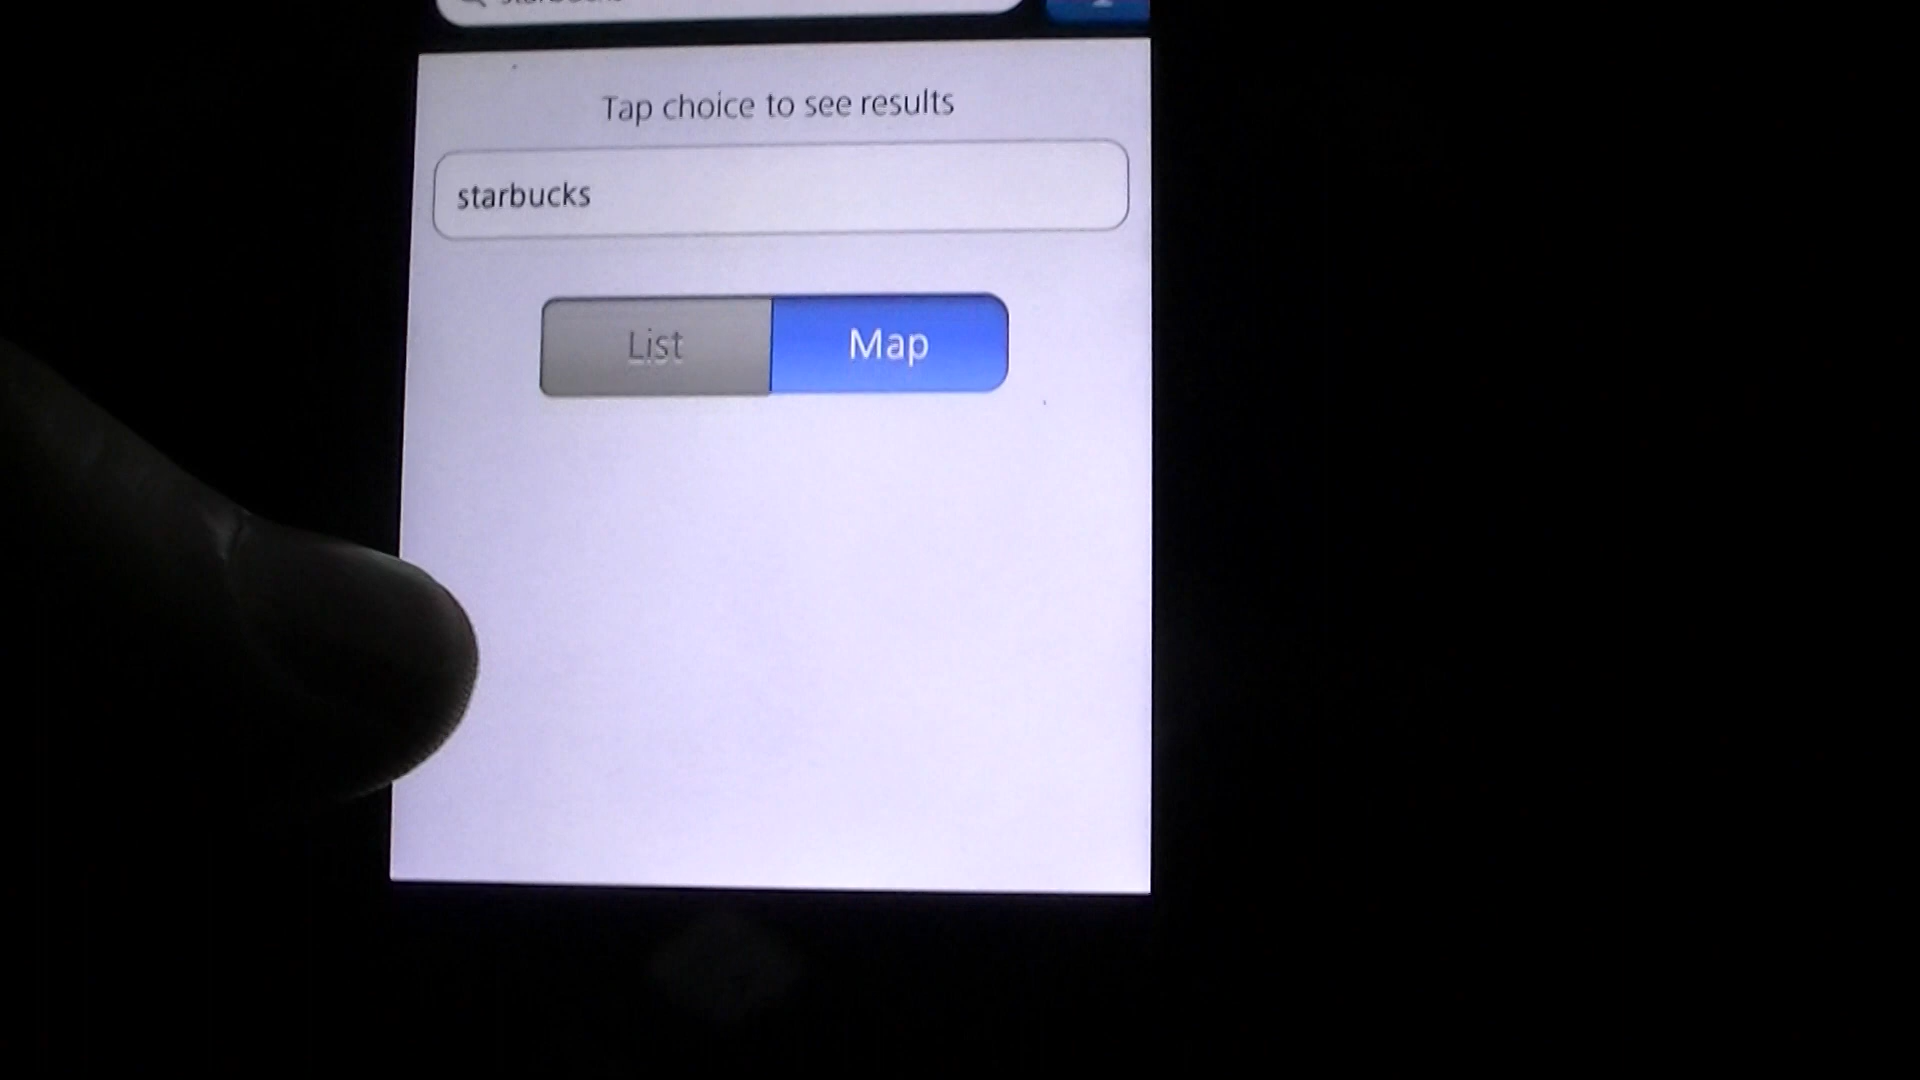 Tap choice to see results
starbucks
List
Map